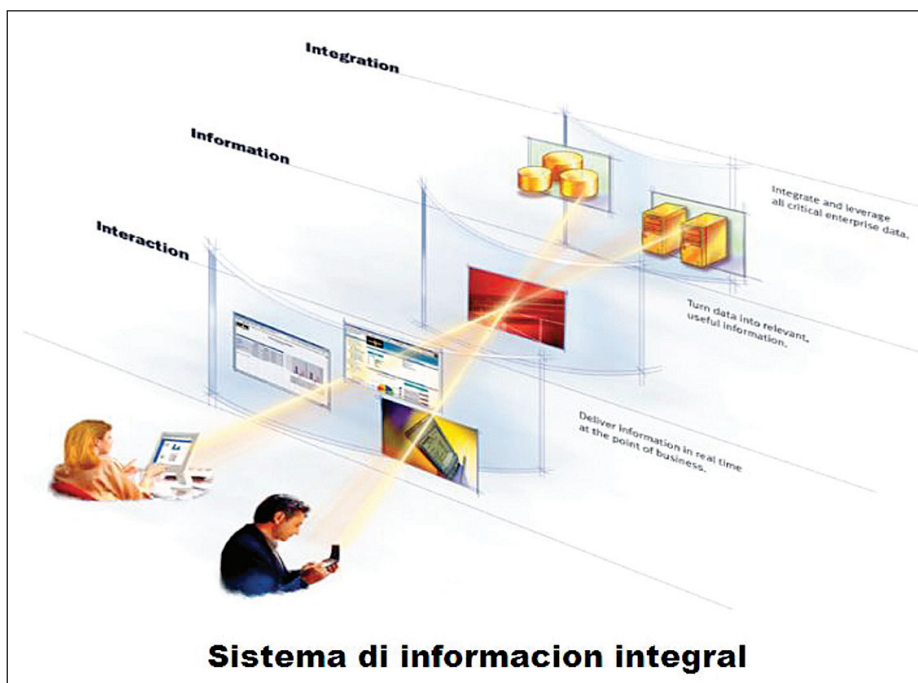 Integration
Information
Interaction
Integrate and leverage
all critical enterprise data.
Turn data into relevant,
useful information.
Deliver information in real time
at the point of business.
Sistema di informacion integral